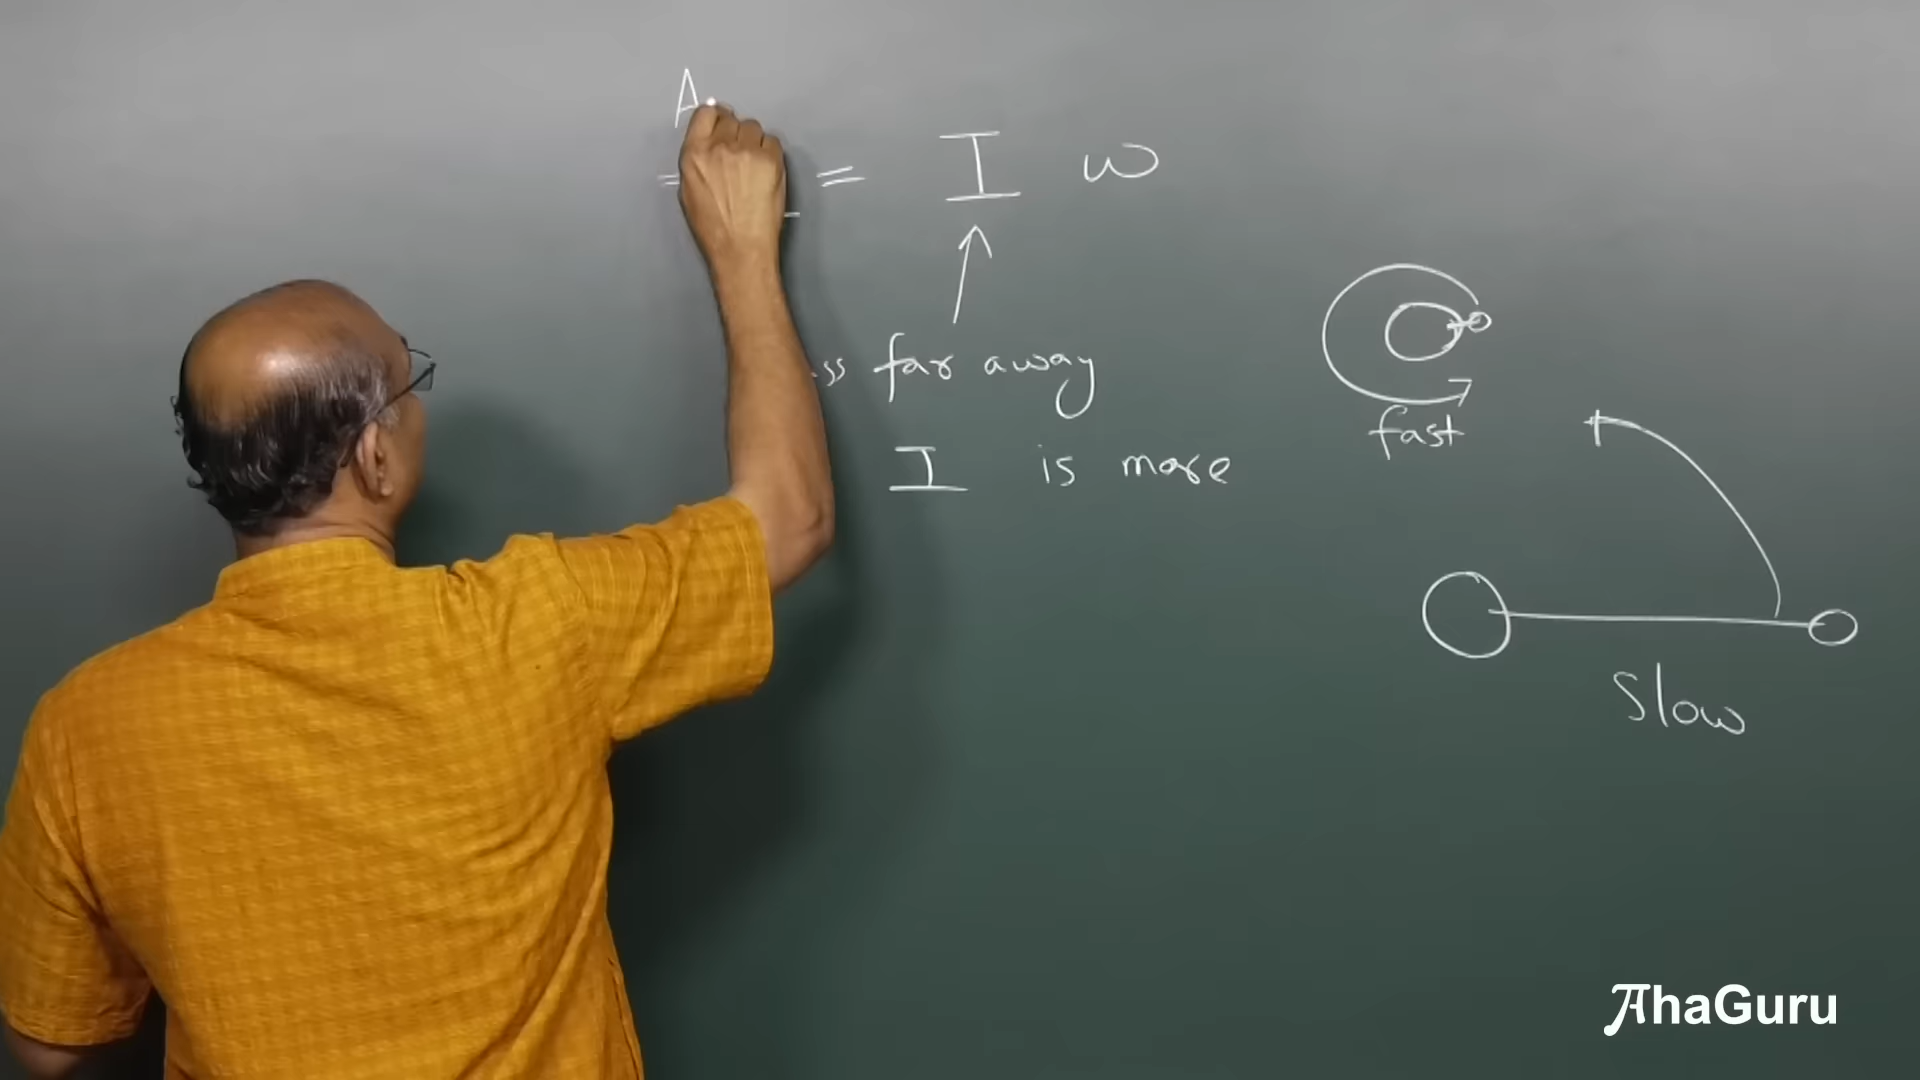 A
= = I ω
far away
I is more
fast
Slow
AhaGuru